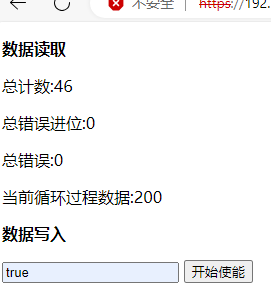 不安全 | https://192.
数据读取
总计数:46
总错误进位:0
总错误:0
当前循环过程数据:200
数据写入
true 开始使能